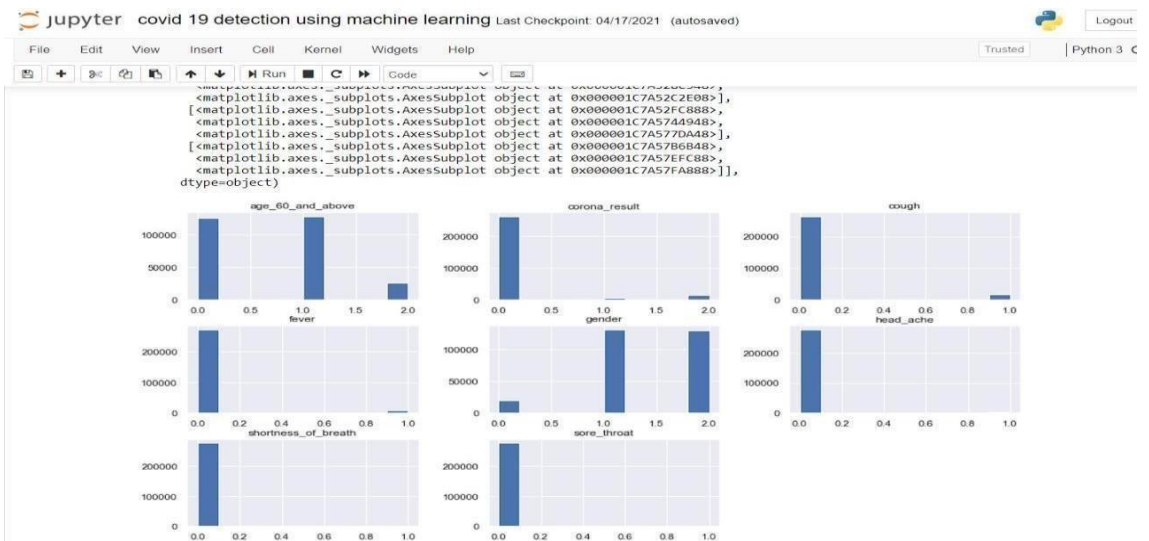 jupyter covid 19 detection using machine learning Last Checkpoint: 04/17/2021 (autosaved)
Logout
File Edit View Insert Cell Kernel Widgets Help
Trusted Python 3
Run Code
<matplotlib.axes._subplots.AxesSubplot object at
<matplotlib.axes._subplots.AxesSubplot object at 0x000001C7A52C2E08>],
[<matplotlib.axes._subplots.AxesSubplot object at 0x000001C7A52FC888>,
<matplotlib.axes._subplots.AxesSubplot object at 0x000001C7A5744948>,
<matplotlib.axes._subplots.AxesSubplot object at 0x000001C7A577DA48>],
[<matplotlib.axes._subplots.AxesSubplot object at 0x000001C7A57B6B48>,
<matplotlib.axes._subplots.AxesSubplot object at 0x000001C7A57EFC88>,
<matplotlib.axes._subplots.AxesSubplot object at 0x000001C7A57FA888>]],
dtype=object)
age_60_and_above corona_result cough
100000 200000 200000
50000 100000 100000
0 0 0
0.0 0.5 1.0 1.5 2.0 0.0 0.5 1.0 1.5 2.0 0.0 0.2 0.4 0.6 0.8 1.0
fever gender head_ache
200000 100000 200000
100000 50000 100000
0 0 0
0.0 0.2 0.4 0.6 0.8 1.0 0.0 0.5 1.0 1.5 2.0 0.0 0.2 0.4 0.6 0.8 1.0
shortness_of_breath sore_throat
200000 200000
100000 100000
0 0
0.0 0.2 0.4 0.6 0.8 1.0 0.0 0.2 0.4 0.6 0.8 1.0